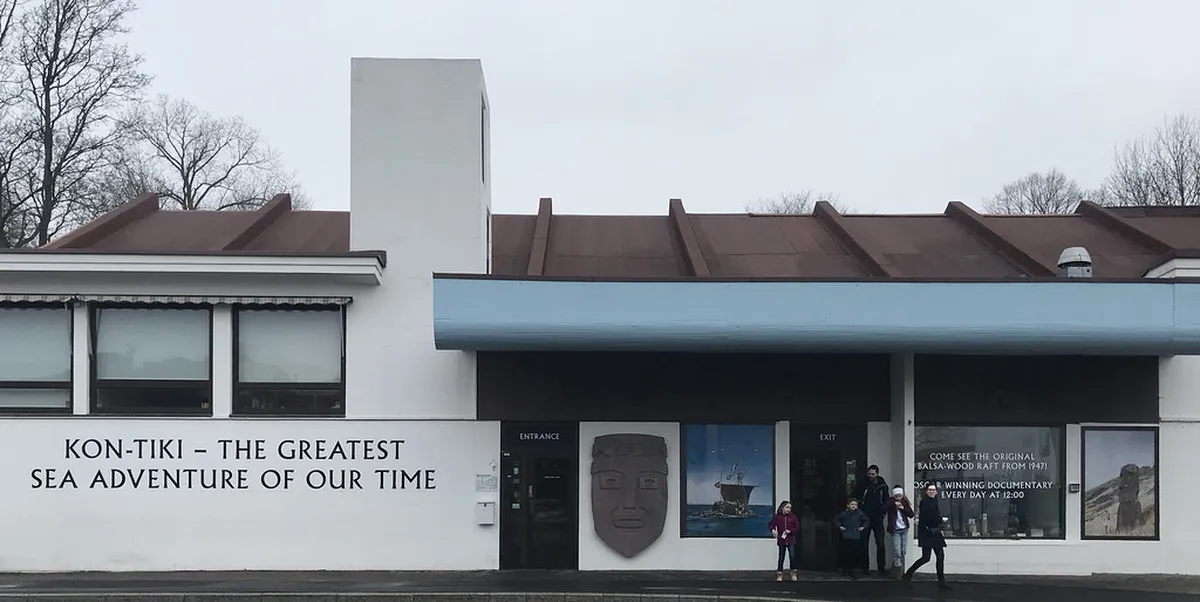 KON-TIKI – THE GREATEST
SEA ADVENTURE OF OUR TIME
ENTRANCE
EXIT
COME SEE THE ORIGINAL
BALSA-WOOD RAFT FROM 1947!
OSCAR WINNING DOCUMENTARY
EVERY DAY AT 12:00